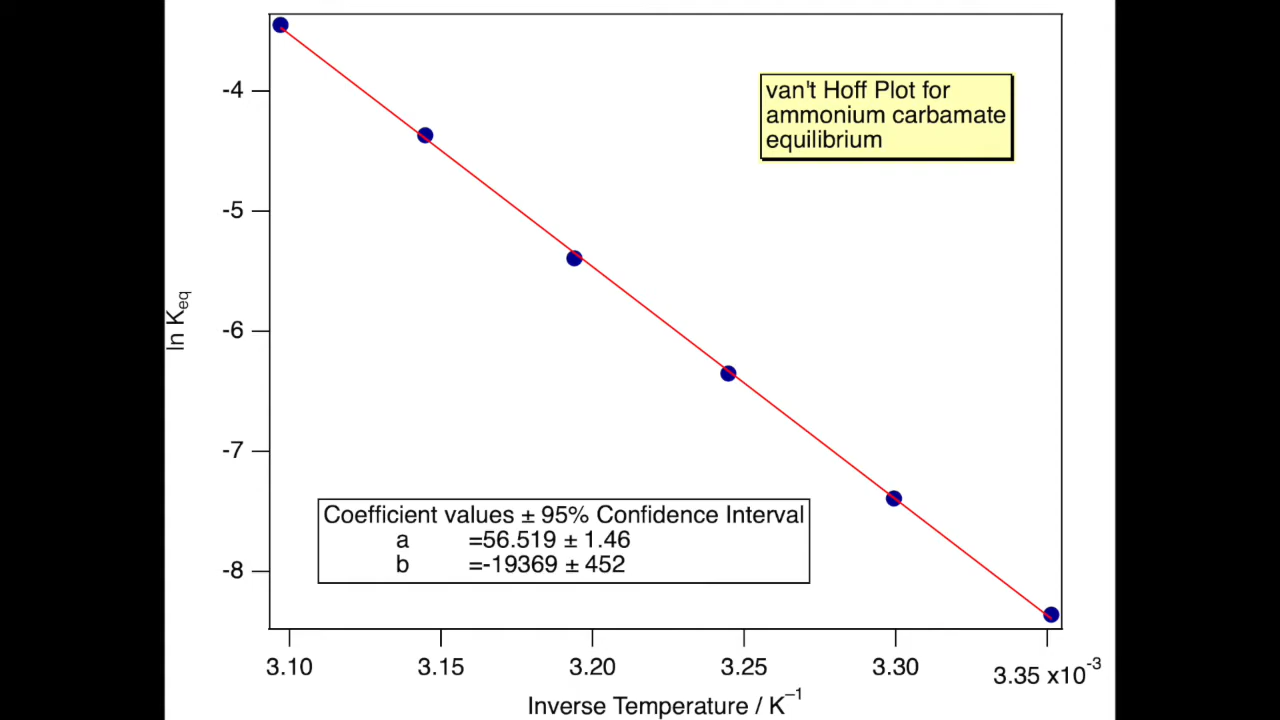 van't Hoff Plot for
ammonium carbamate
equilibrium
-4
-5
-6
-7
-8
ln Keq
Coefficient values ± 95% Confidence Interval
a =56.519 ± 1.46
b =-19369 ± 452
3.10 3.15 3.20 3.25 3.30 3.35 x10⁻³
Inverse Temperature / K⁻¹